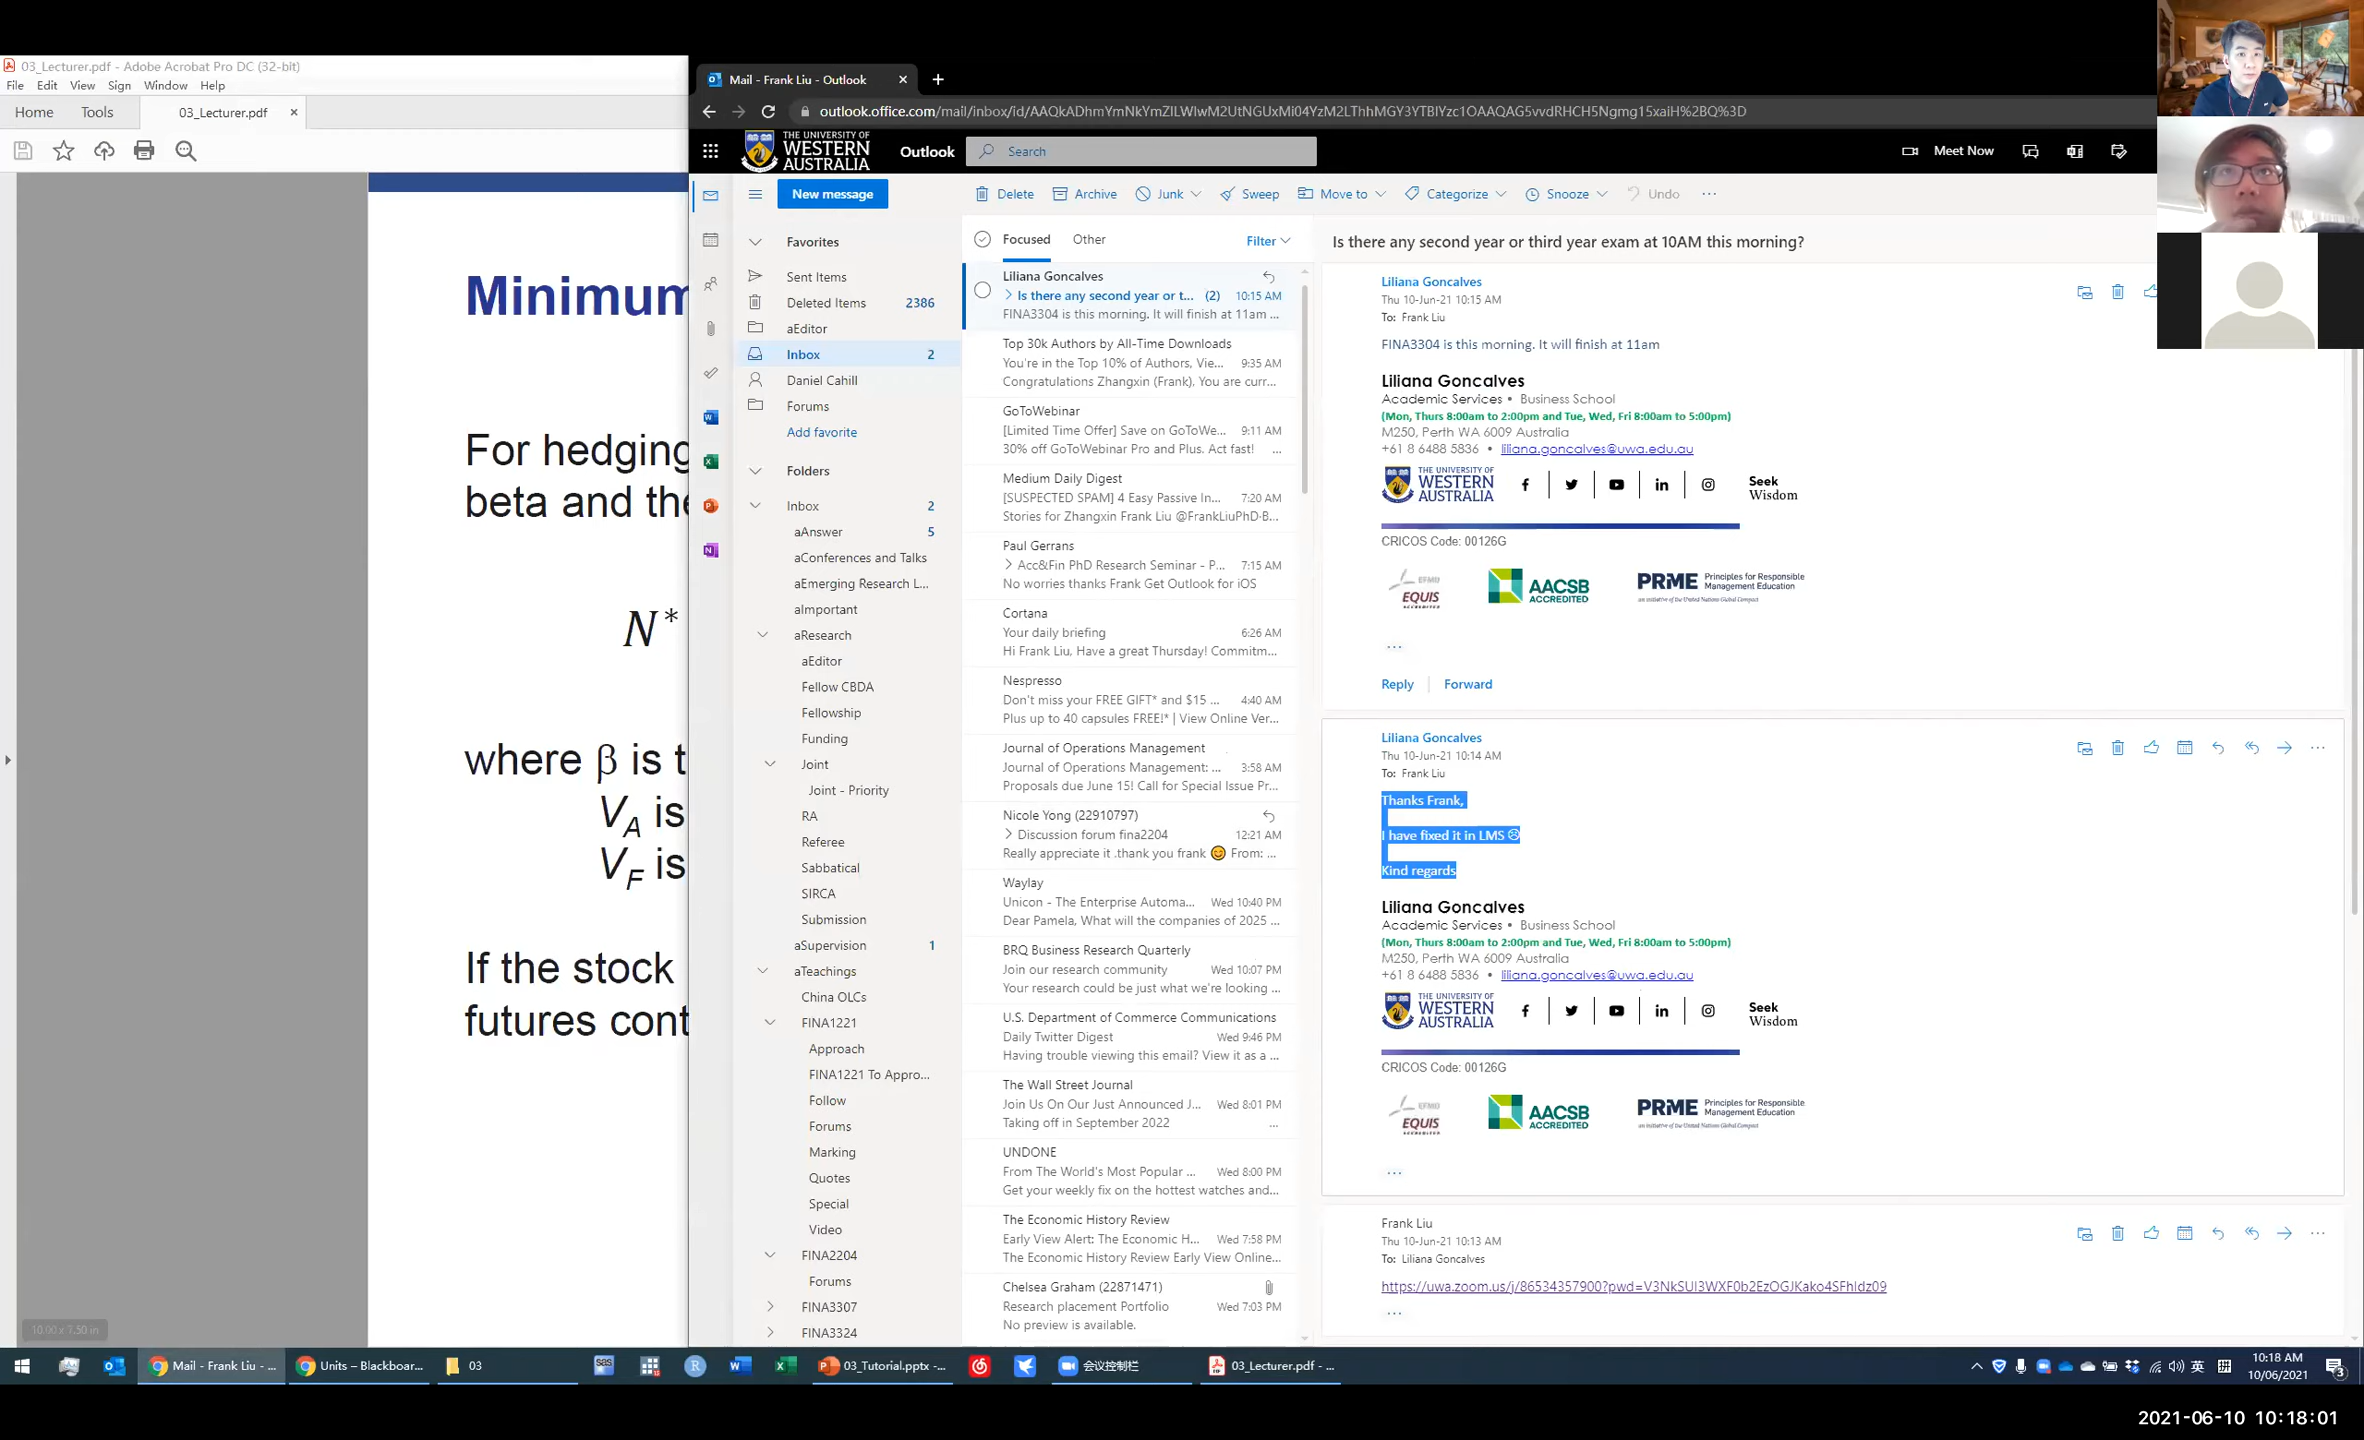 03_Lecturer.pdf - Adobe Acrobat Pro DC (32-bit)
File Edit View Sign Window Help
Home Tools 03_Lecturer.pdf
Minimum
For hedging
beta and the
N*
where β is t
VA is
VF is
If the stock
futures cont
10.00 x 7.50 in
Mail - Frank Liu - Outlook
outlook.office.com/mail/inbox/id/
THE UNIVERSITY OF
WESTERN
AUSTRALIA
Outlook
Search
Meet Now
New message
Delete Archive Junk Sweep Move to Categorize Snooze Undo
Favorites
Sent Items
Deleted Items 2386
aEditor
Inbox 2
Daniel Cahill
Forums
Add favorite
Folders
Inbox 2
aAnswer 5
aConferences and Talks
aEmerging Research L...
aImportant
aResearch
aEditor
Fellow CBDA
Fellowship
Funding
Joint
Joint - Priority
RA
Referee
Sabbatical
SIRCA
Submission
aSupervision 1
aTeachings
China OLCs
FINA1221
Approach
FINA1221 To Appro...
Follow
Forums
Marking
Quotes
Special
Video
FINA2204
Forums
FINA3307
FINA3324
Focused Other Filter
Liliana Goncalves
Is there any second year or t... (2) 10:15 AM
FINA3304 is this morning. It will finish at 11am ...
Top 30k Authors by All-Time Downloads
You're in the Top 10% of Authors, Vie... 9:35 AM
Congratulations Zhangxin (Frank). You are curr...
GoToWebinar
[Limited Time Offer] Save on GoToWe... 9:11 AM
30% off GoToWebinar Pro and Plus. Act fast! ...
Medium Daily Digest
[SUSPECTED SPAM] 4 Easy Passive In... 7:20 AM
Stories for Zhangxin Frank Liu @FrankLiuPhD·B...
Paul Gerrans
Acc&Fin PhD Research Seminar - P... 7:15 AM
No worries thanks Frank Get Outlook for iOS
Cortana
Your daily briefing 6:26 AM
Hi Frank Liu, Have a great Thursday! Commitm...
Nespresso
Don't miss your FREE GIFT* and $15 ... 4:40 AM
Plus up to 40 capsules FREE!* | View Online Ver...
Journal of Operations Management
Journal of Operations Management: ... 3:58 AM
Proposals due June 15! Call for Special Issue Pr...
Nicole Yong (22910797)
Discussion forum fina2204 12:21 AM
Really appreciate it .thank you frank 😊 From: ...
Waylay
Unicon - The Enterprise Automa... Wed 10:40 PM
Dear Pamela, What will the companies of 2025 ...
BRQ Business Research Quarterly
Join our research community Wed 10:07 PM
Your research could be just what we're looking ...
U.S. Department of Commerce Communications
Daily Twitter Digest Wed 9:46 PM
Having trouble viewing this email? View it as a ...
The Wall Street Journal
Join Us On Our Just Announced J... Wed 8:01 PM
Taking off in September 2022 ...
UNDONE
From The World's Most Popular ... Wed 8:00 PM
Get your weekly fix on the hottest watches and...
The Economic History Review
Early View Alert: The Economic H... Wed 7:58 PM
The Economic History Review Early View Online...
Chelsea Graham (22871471)
Research placement Portfolio Wed 7:03 PM
No preview is available.
Is there any second year or third year exam at 10AM this morning?
Liliana Goncalves
Thu 10-Jun-21 10:15 AM
To: Frank Liu
FINA3304 is this morning. It will finish at 11am
Liliana Goncalves
Academic Services • Business School
(Mon, Thurs 8:00am to 2:00pm and Tue, Wed, Fri 8:00am to 5:00pm)
M250, Perth WA 6009 Australia
+61 8 6488 5836 • liliana.goncalves@uwa.edu.au
THE UNIVERSITY OF
WESTERN
AUSTRALIA
Seek
Wisdom
CRICOS Code: 00126G
EFMD
EQUIS
ACCREDITED
AACSB
ACCREDITED
PRME Principles for Responsible
Management Education
an initiative of the United Nations Global Compact
...
Reply Forward
Liliana Goncalves
Thu 10-Jun-21 10:14 AM
To: Frank Liu
Thanks Frank,
I have fixed it in LMS ☹
Kind regards
Liliana Goncalves
Academic Services • Business School
(Mon, Thurs 8:00am to 2:00pm and Tue, Wed, Fri 8:00am to 5:00pm)
M250, Perth WA 6009 Australia
+61 8 6488 5836 • liliana.goncalves@uwa.edu.au
THE UNIVERSITY OF
WESTERN
AUSTRALIA
Seek
Wisdom
CRICOS Code: 00126G
EFMD
EQUIS
ACCREDITED
AACSB
ACCREDITED
PRME Principles for Responsible
Management Education
an initiative of the United Nations Global Compact
...
Frank Liu
Thu 10-Jun-21 10:13 AM
To: Liliana Goncalves
...
Mail - Frank Liu - ... Units – Blackboar... 03 sas R 03_Tutorial.pptx -... 会议控制栏 03_Lecturer.pdf - ... 英 拼
10:18 AM
10/06/2021
3
2021-06-10 10:18:01